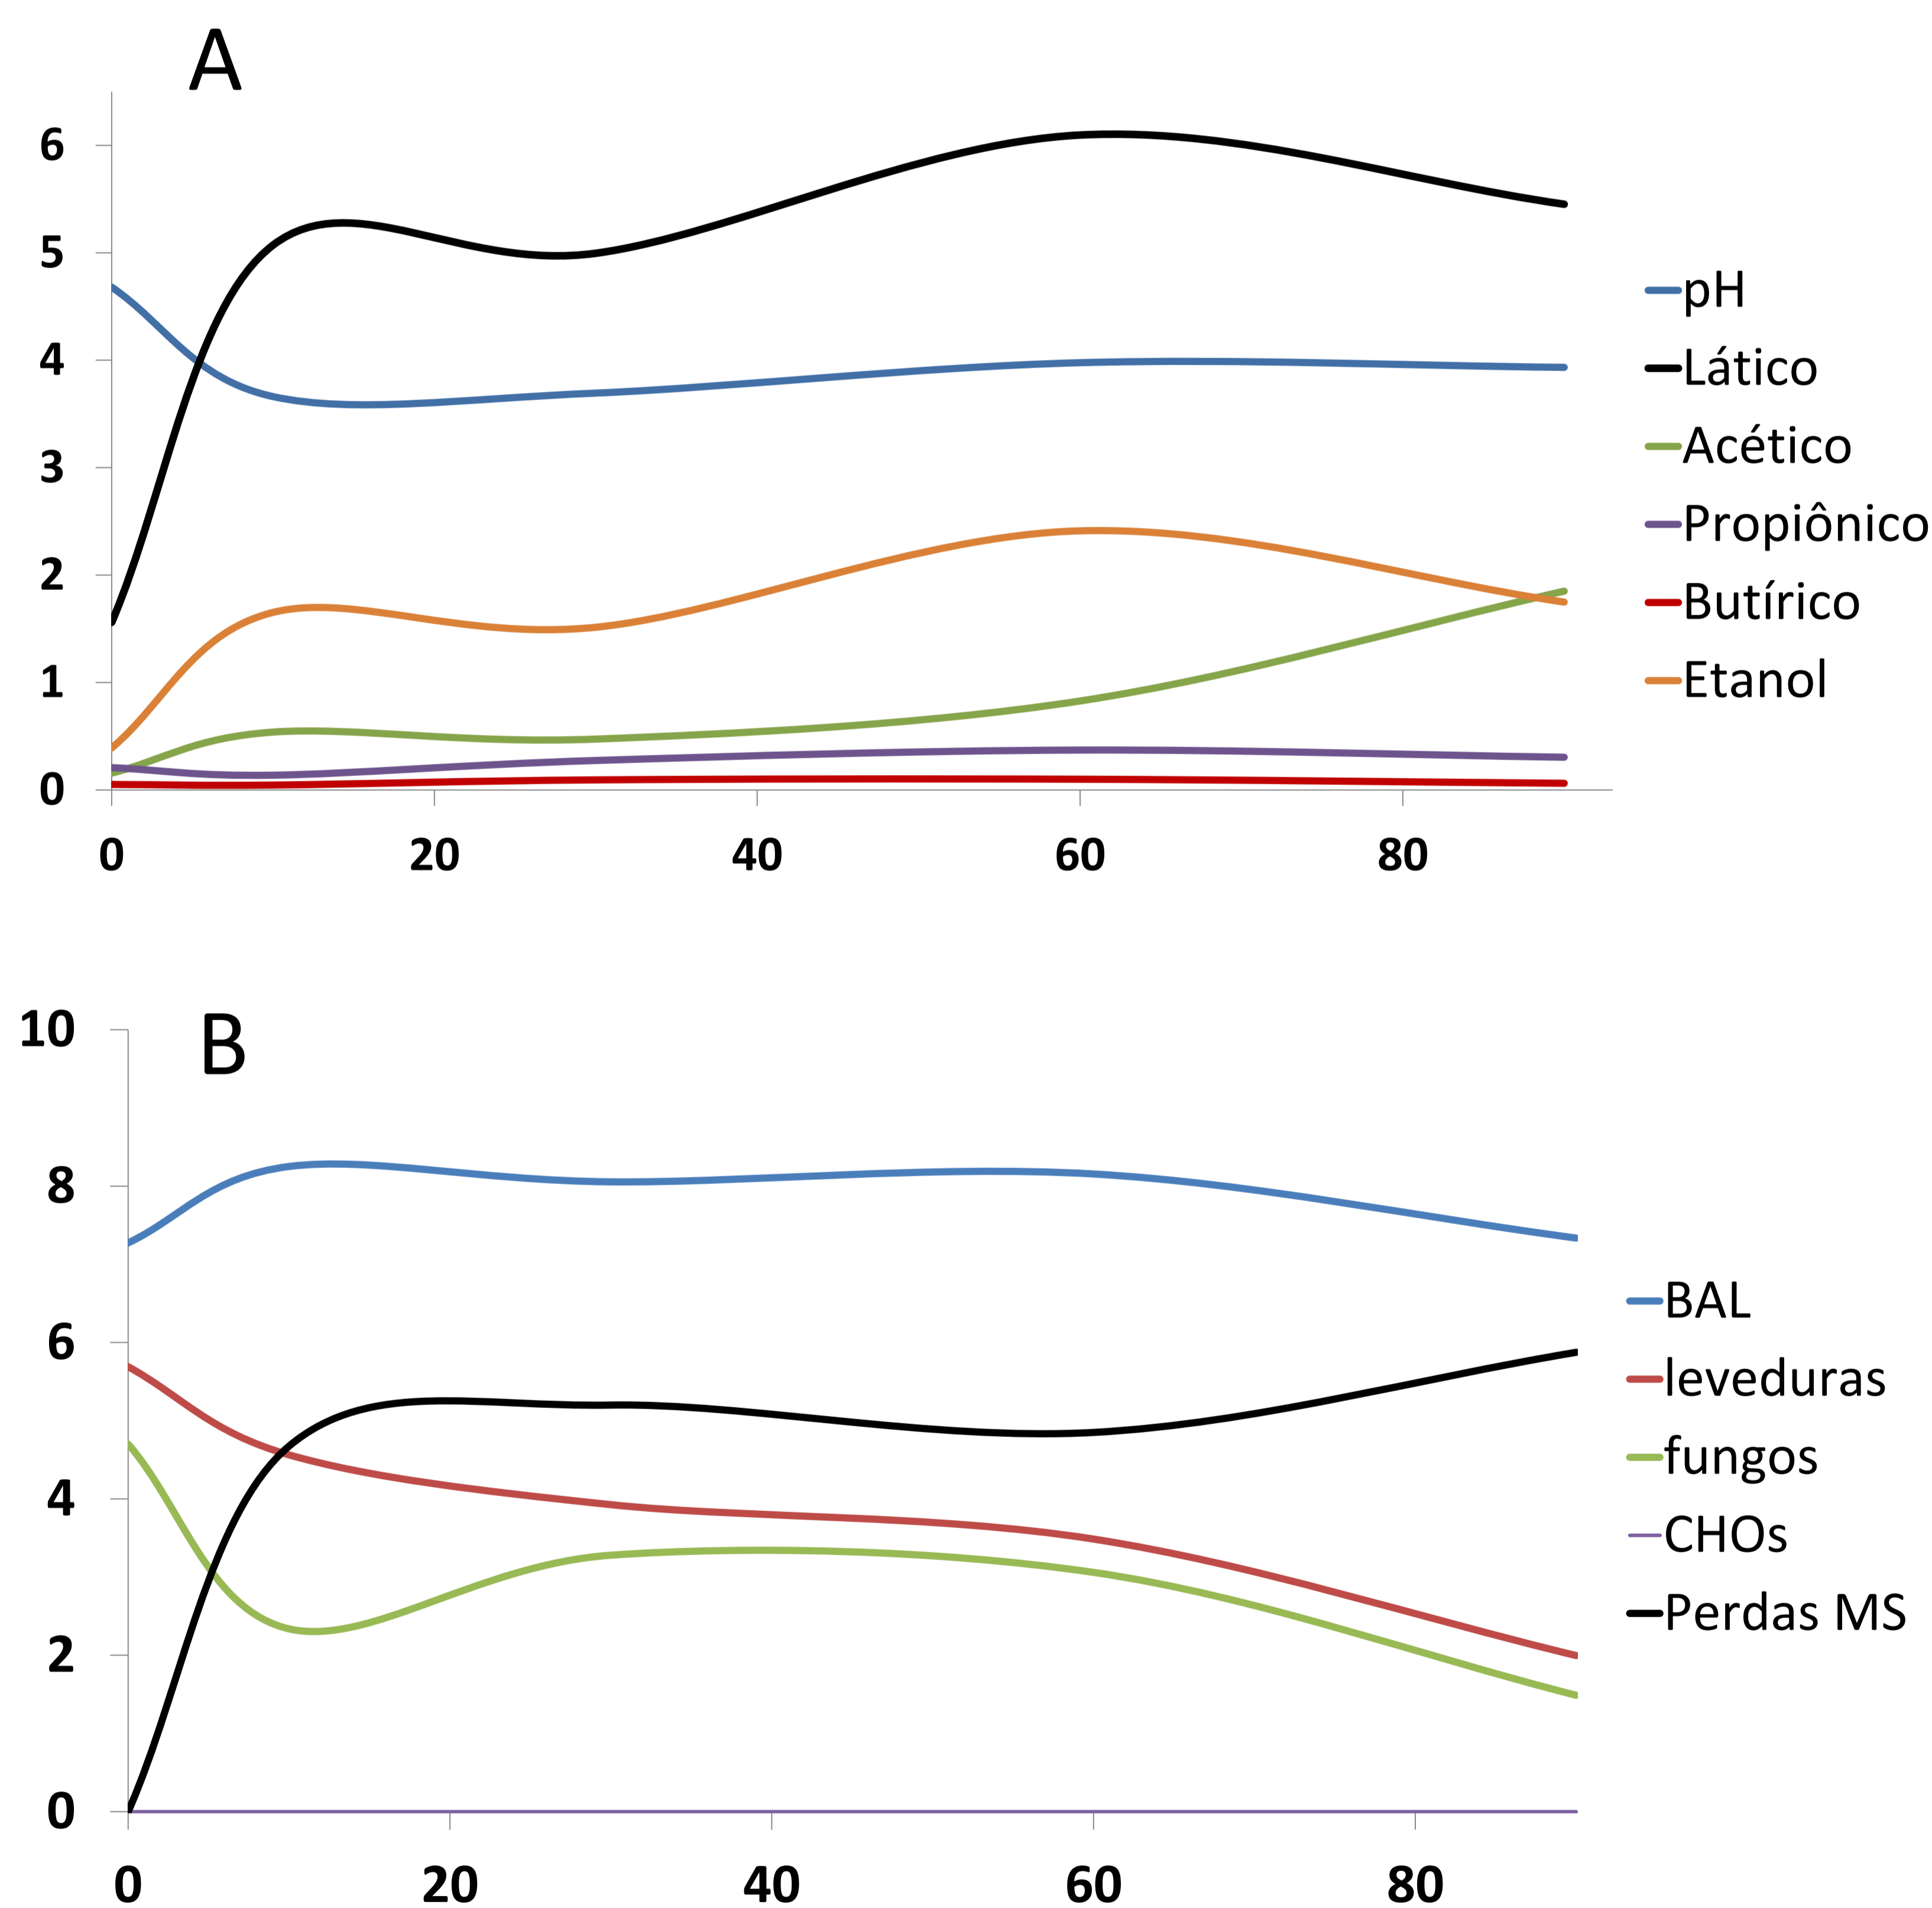 A
6
5
4
3
2
1
0
0 20 40 60 80
pH
Lático
Acético
Propiônico
Butírico
Etanol
B
10
8
6
4
2
0
0 20 40 60 80
BAL
leveduras
fungos
CHOs
Perdas MS